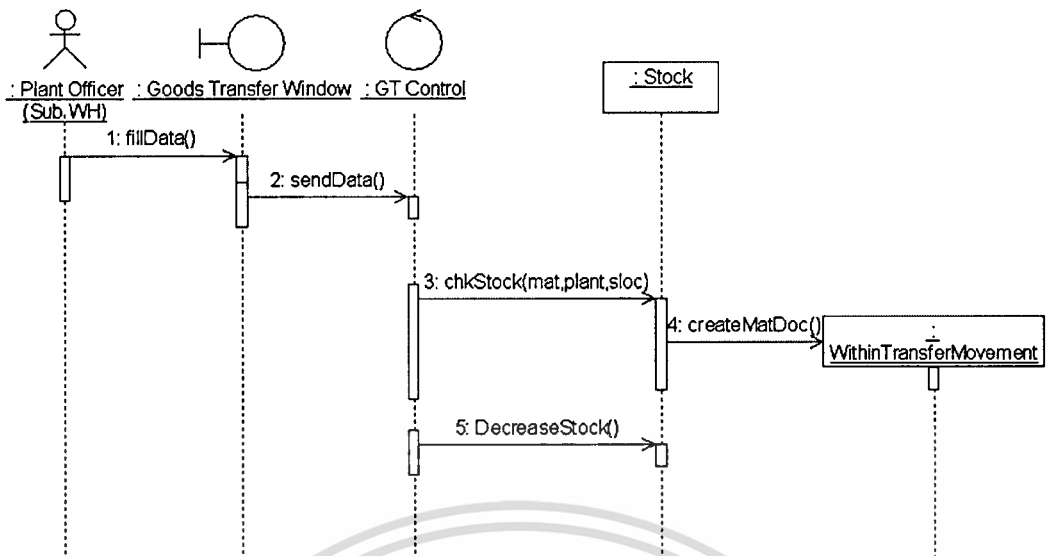 : Plant Officer
(Sub.WH)
: Goods Transfer Window
: GT Control
: Stock
1: fillData()
2: sendData()
3: chkStock(mat,plant,sloc)
4: createMatDoc()
:
WithinTransferMovement
5: DecreaseStock()